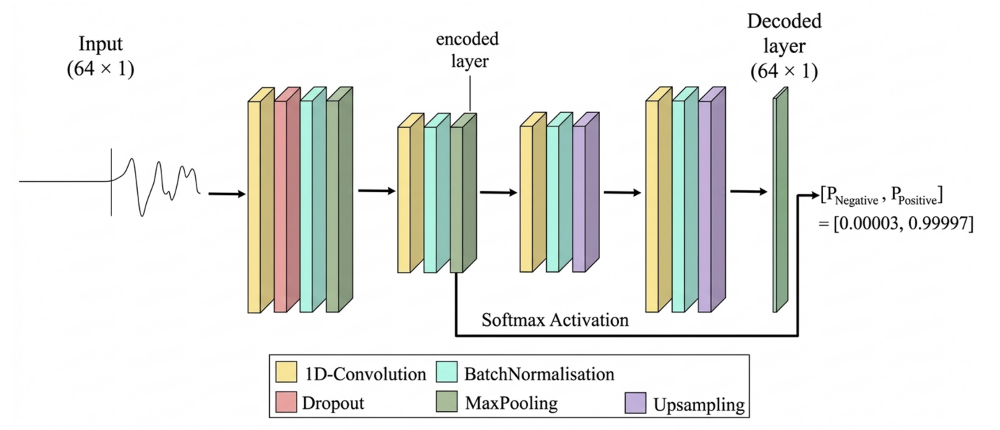 Input
(64 × 1)
encoded
layer
Decoded
layer
(64 × 1)
[P_Negative , P_Positive]
= [0.00003, 0.99997]
Softmax Activation
1D-Convolution BatchNormalisation
Dropout MaxPooling Upsampling